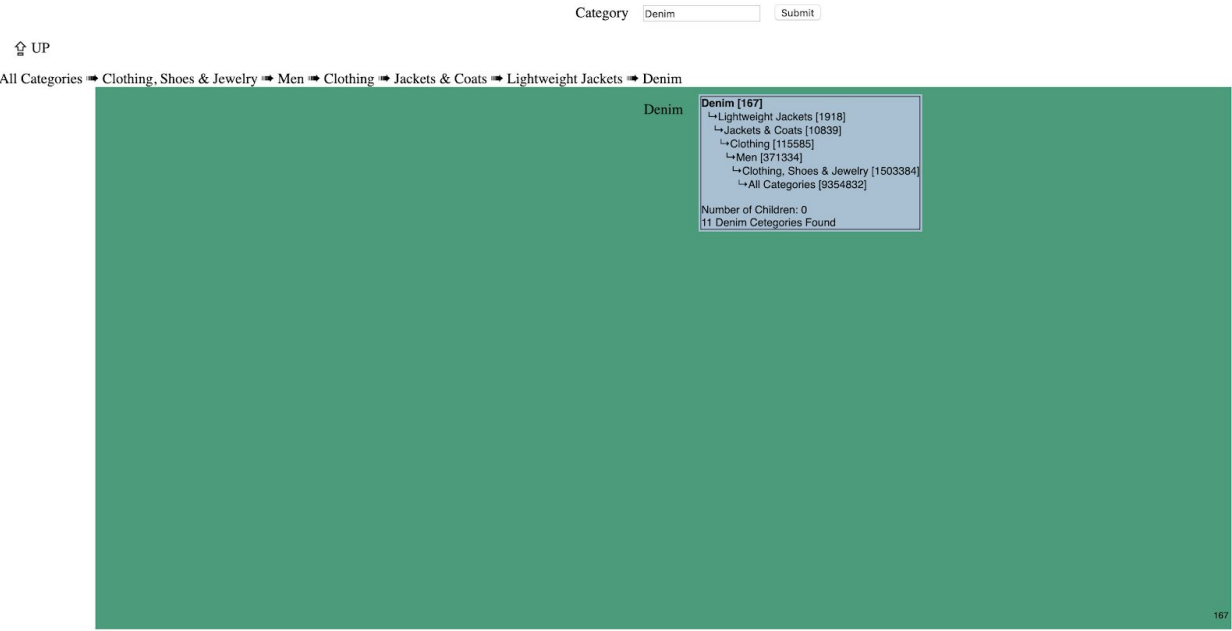 Category Denim Submit
⇪ UP
All Categories ➠ Clothing, Shoes & Jewelry ➠ Men ➠ Clothing ➠ Jackets & Coats ➠ Lightweight Jackets ➠ Denim
Denim
Denim [167]
↳Lightweight Jackets [1918]
↳Jackets & Coats [10839]
↳Clothing [115585]
↳Men [371334]
↳Clothing, Shoes & Jewelry [1503384]
↳All Categories [9354832]
Number of Children: 0
11 Denim Cetegories Found
167